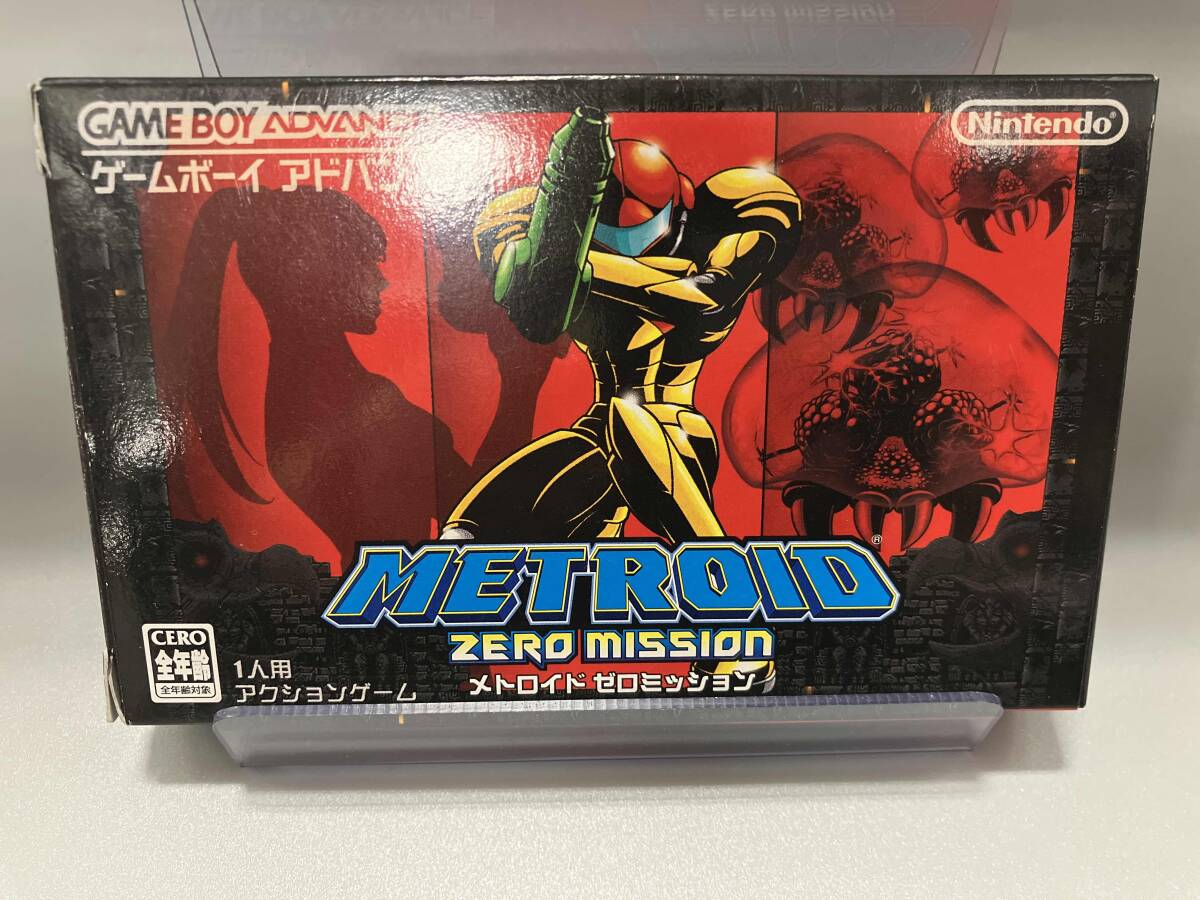 GAME BOY ADVANC
ゲームボーイ アドバン
Nintendo®
METROID®
ZERO MISSION
メトロイド ゼロミッション
CERO
全年齢
全年齢対象
1人用
アクションゲーム